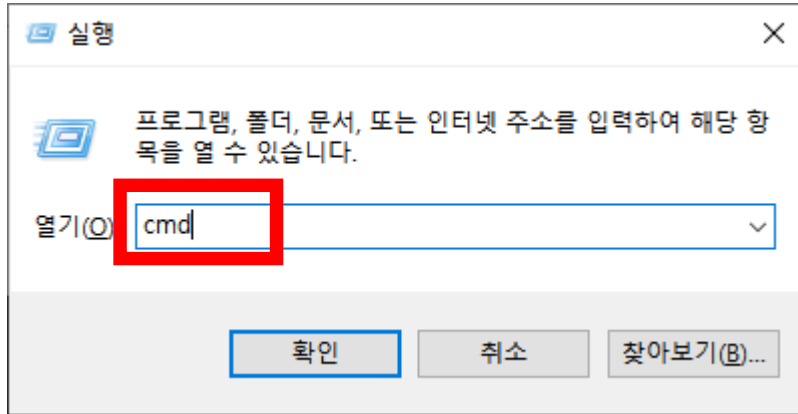 실행
프로그램, 폴더, 문서, 또는 인터넷 주소를 입력하여 해당 항
목을 열 수 있습니다.
열기(O) cmd
확인 취소 찾아보기(B)...